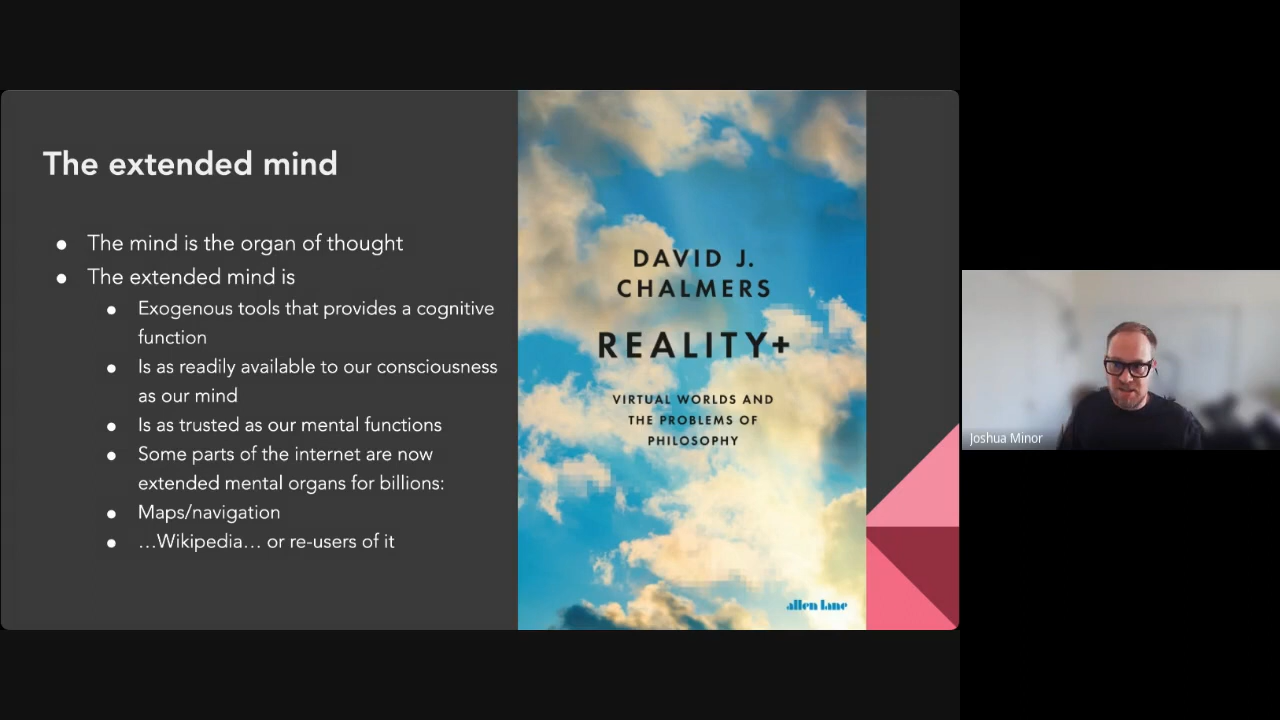 The extended mind
● The mind is the organ of thought
● The extended mind is
● Exogenous tools that provides a cognitive
function
● Is as readily available to our consciousness
as our mind
● Is as trusted as our mental functions
● Some parts of the internet are now
extended mental organs for billions:
● Maps/navigation
● …Wikipedia… or re-users of it
DAVID J.
CHALMERS
REALITY+
VIRTUAL WORLDS AND
THE PROBLEMS OF
PHILOSOPHY
allen lane
Joshua Minor